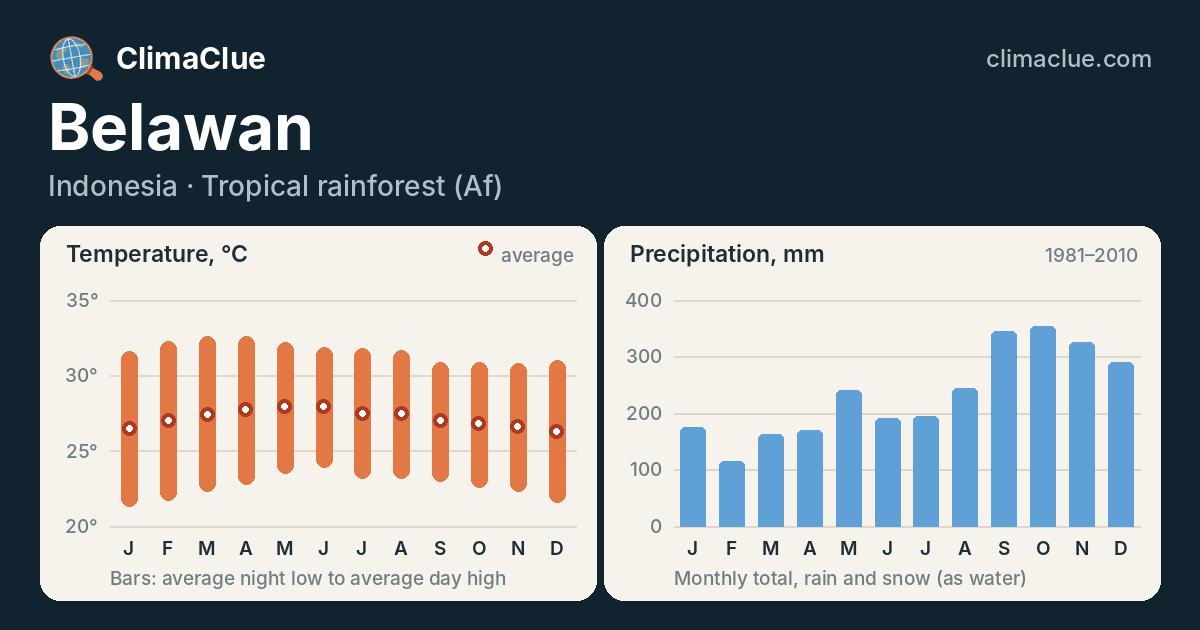 ClimaClue
climaclue.com
Belawan
Indonesia · Tropical rainforest (Af)
Temperature, °C
average
35°
30°
25°
20°
J F M A M J J A S O N D
Bars: average night low to average day high
Precipitation, mm
1981–2010
400
300
200
100
0
J F M A M J J A S O N D
Monthly total, rain and snow (as water)